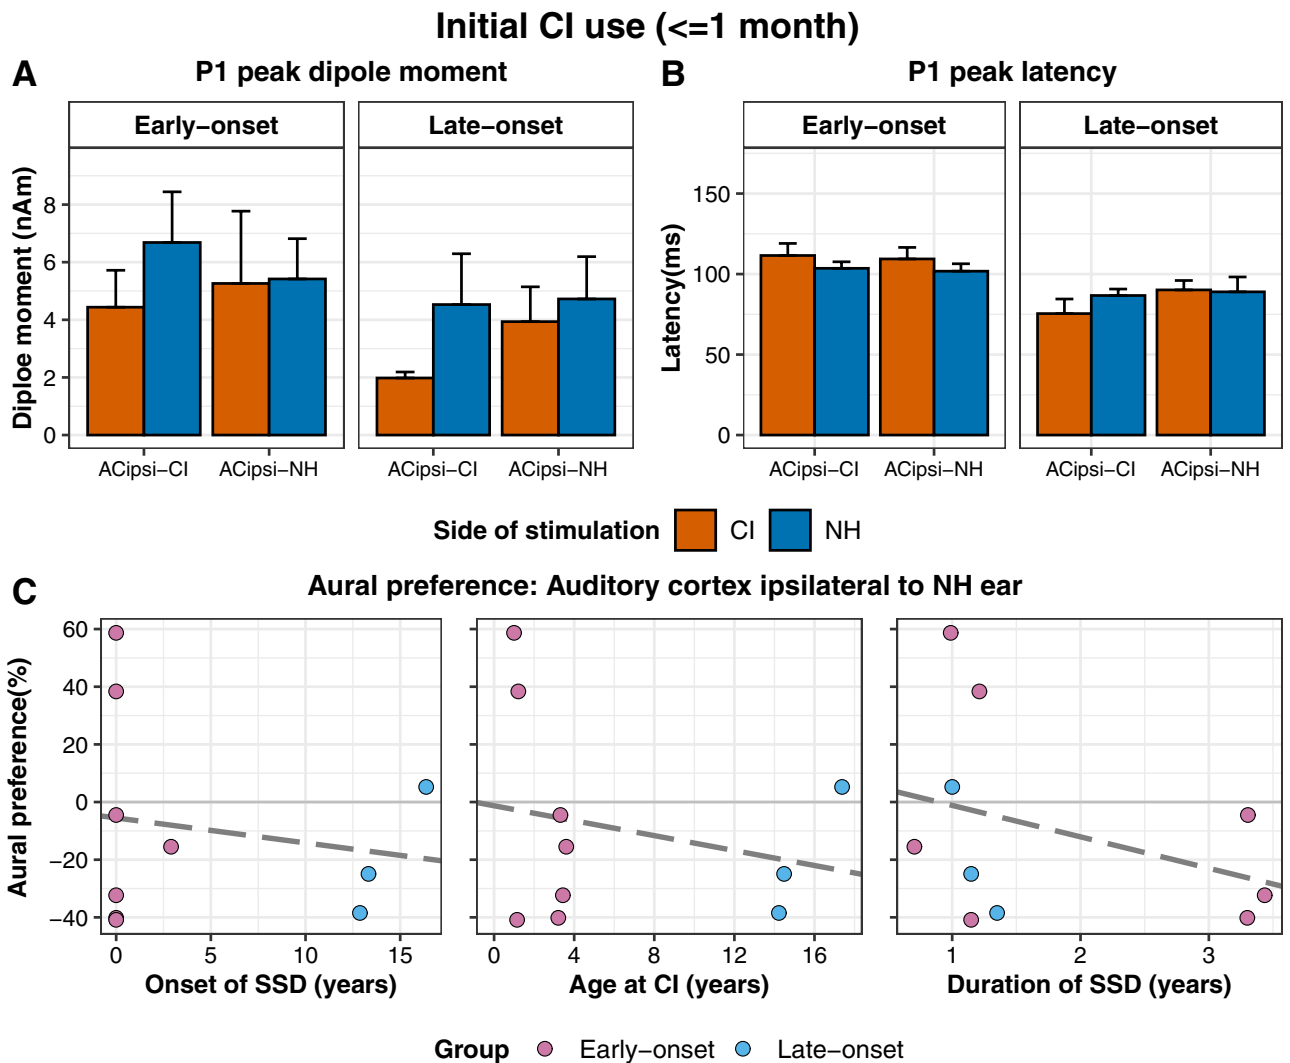 Initial CI use (<=1 month)
A
P1 peak dipole moment
B
P1 peak latency
Early−onset
Late−onset
Early−onset
Late−onset
Diploe moment (nAm)
8
6
4
2
0
Latency(ms)
150
100
50
0
ACipsi−CI
ACipsi−NH
ACipsi−CI
ACipsi−NH
ACipsi−CI
ACipsi−NH
ACipsi−CI
ACipsi−NH
Side of stimulation
CI
NH
C
Aural preference: Auditory cortex ipsilateral to NH ear
Aural preference(%)
60
40
20
0
−20
−40
0
5
10
15
0
4
8
12
16
1
2
3
Onset of SSD (years)
Age at CI (years)
Duration of SSD (years)
Group
Early−onset
Late−onset